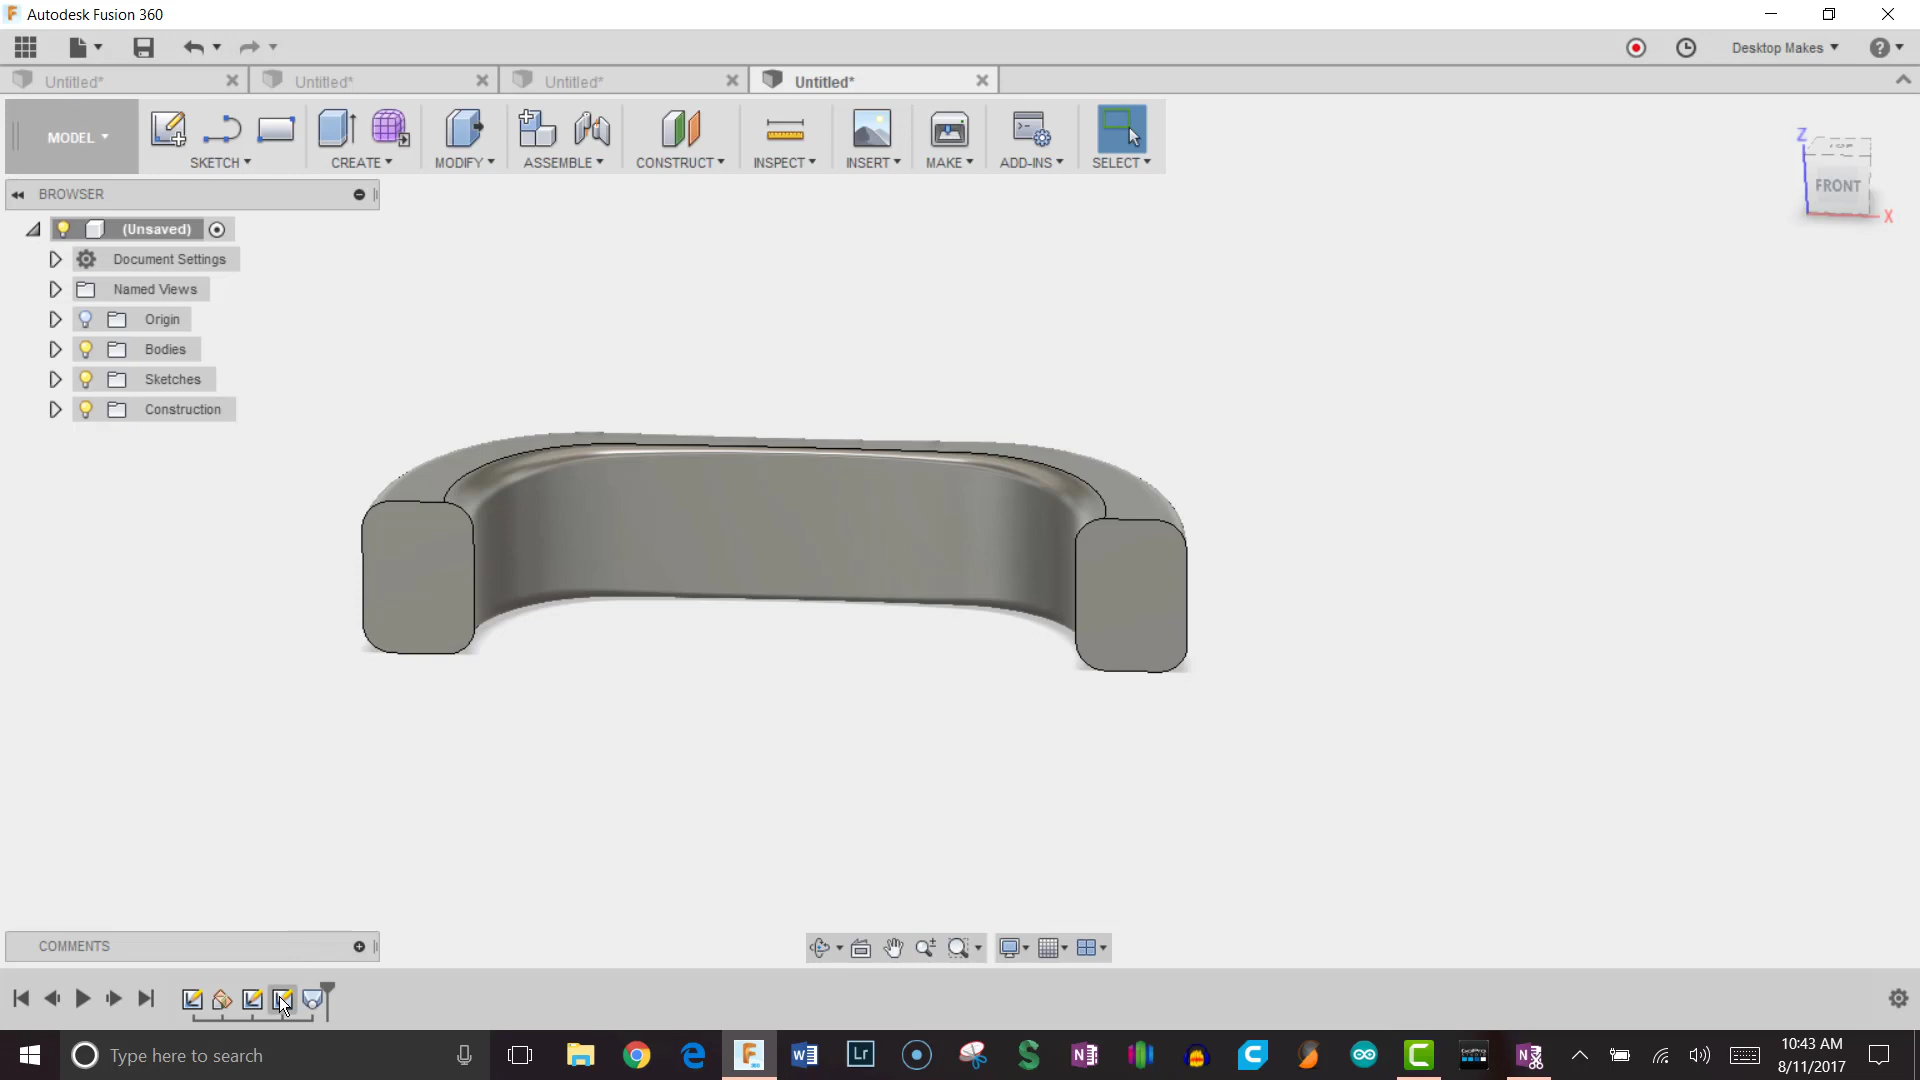 Autodesk Fusion 360
Desktop Makes
Untitled*
Untitled*
Untitled*
Untitled*
MODEL
SKETCH
CREATE
MODIFY
ASSEMBLE
CONSTRUCT
INSPECT
INSERT
MAKE
ADD-INS
SELECT
Z
TOP
FRONT
X
BROWSER
(Unsaved)
Document Settings
Named Views
Origin
Bodies
Sketches
Construction
COMMENTS
Type here to search
10:43 AM
8/11/2017